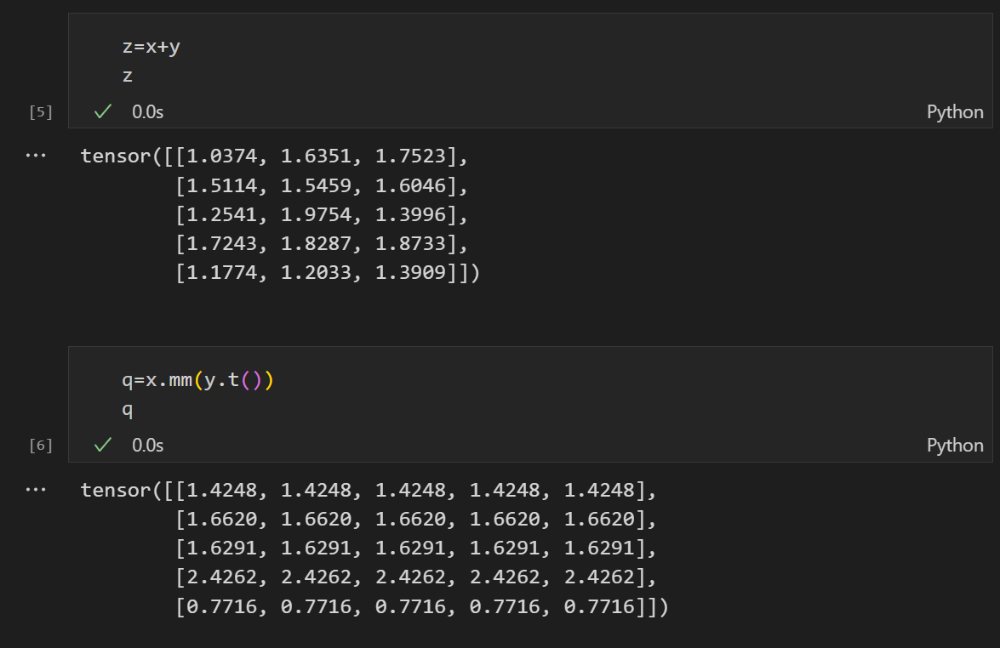 z=x+y
z
[5] ✓ 0.0s Python
... tensor([[1.0374, 1.6351, 1.7523],
[1.5114, 1.5459, 1.6046],
[1.2541, 1.9754, 1.3996],
[1.7243, 1.8287, 1.8733],
[1.1774, 1.2033, 1.3909]])
q=x.mm(y.t())
q
[6] ✓ 0.0s Python
... tensor([[1.4248, 1.4248, 1.4248, 1.4248, 1.4248],
[1.6620, 1.6620, 1.6620, 1.6620, 1.6620],
[1.6291, 1.6291, 1.6291, 1.6291, 1.6291],
[2.4262, 2.4262, 2.4262, 2.4262, 2.4262],
[0.7716, 0.7716, 0.7716, 0.7716, 0.7716]])